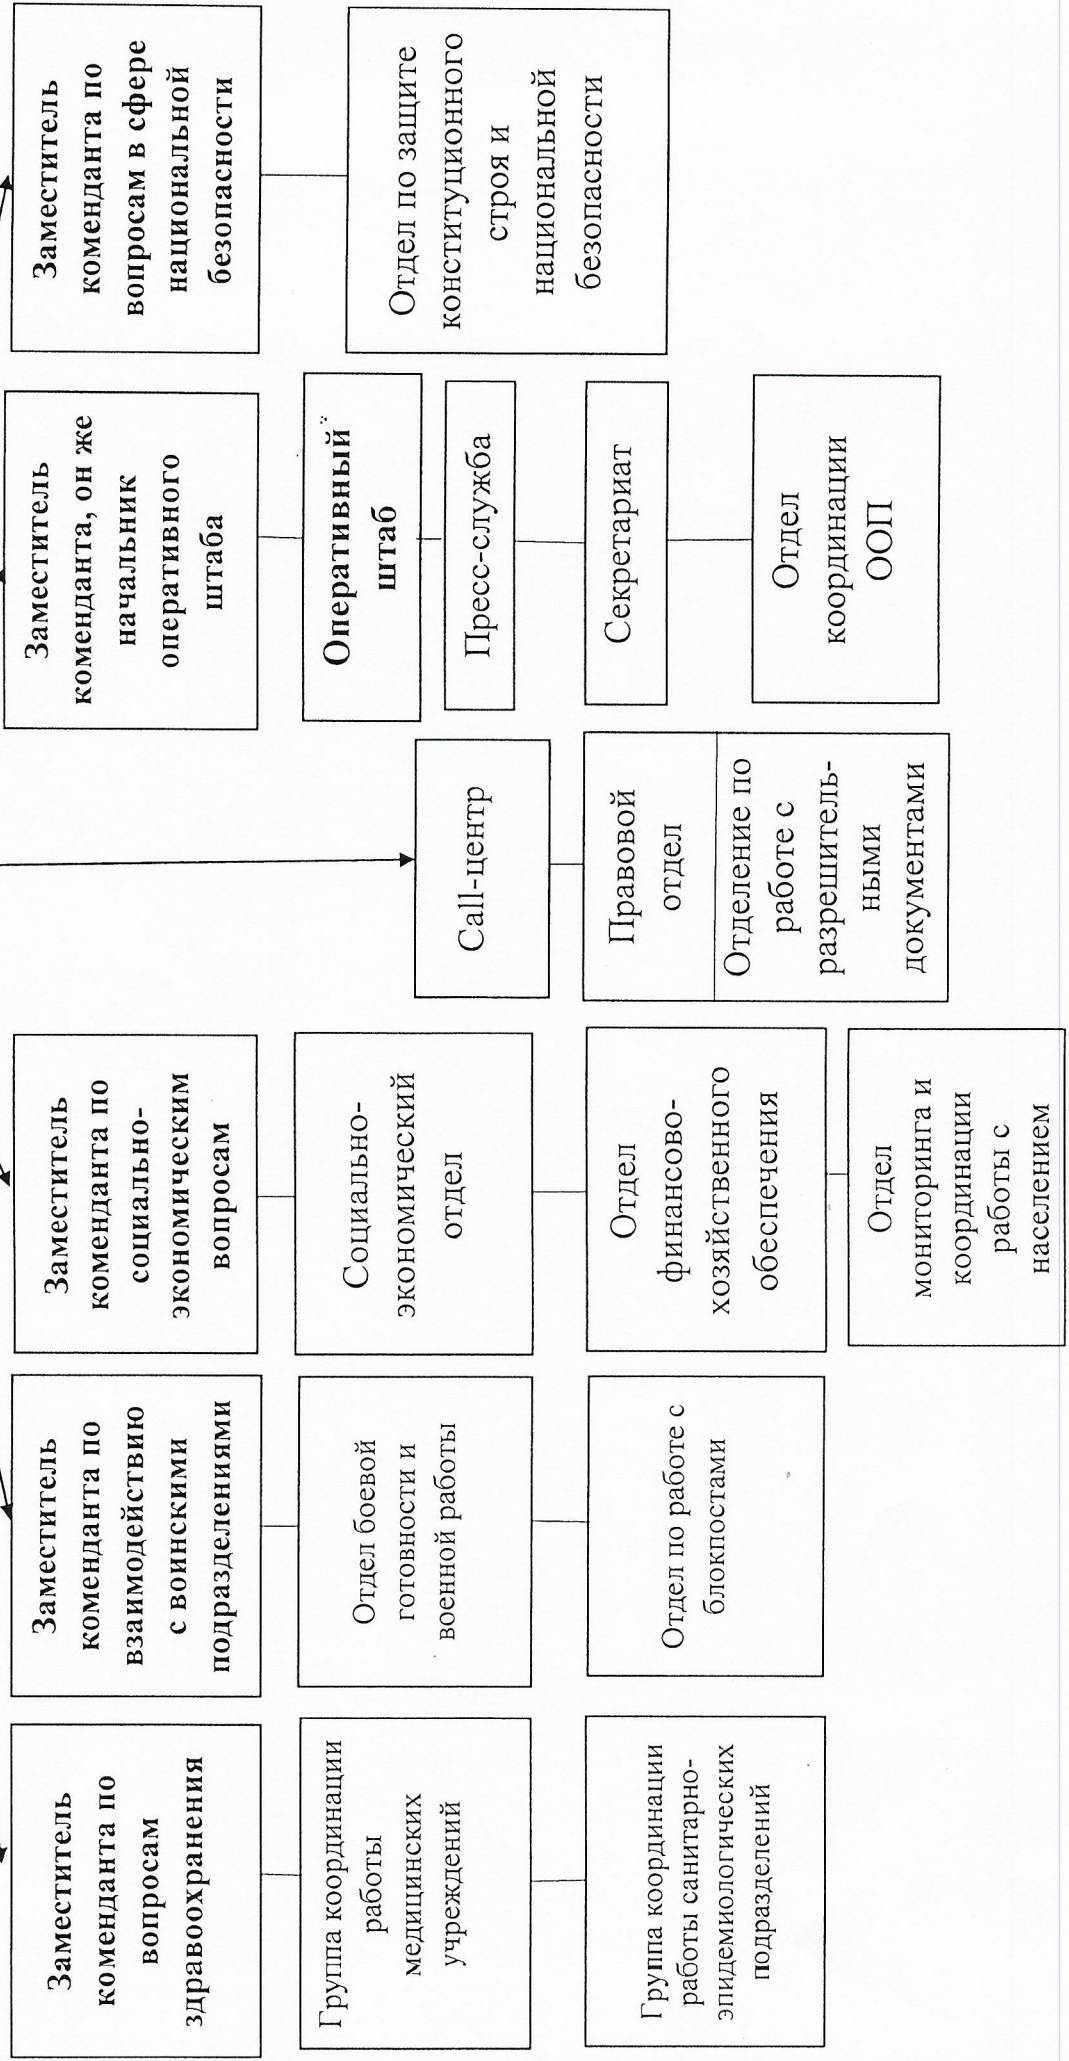 Заместитель
коменданта по
вопросам
здравоохранения
Группа координации
работы
медицинских
учреждений
Группа координации
работы санитарно-
эпидемиологических
подразделений
Заместитель
коменданта по
взаимодействию
с воинскими
подразделениями
Отдел боевой
готовности и
военной работы
Отдел по работе с
блокпостами
Заместитель
коменданта по
социально-
экономическим
вопросам
Социально-
экономический
отдел
Отдел
финансово-
хозяйственного
обеспечения
Отдел
мониторинга и
координации
работы с
населением
Call-центр
Правовой
отдел
Отделение по
работе с
разрешитель-
ными
документами
Заместитель
коменданта, он же
начальник
оперативного
штаба
Оперативный
штаб
Пресс-служба
Секретариат
Отдел
координации
ООП
Заместитель
коменданта по
вопросам в сфере
национальной
безопасности
Отдел по защите
конституционного
строя и
национальной
безопасности